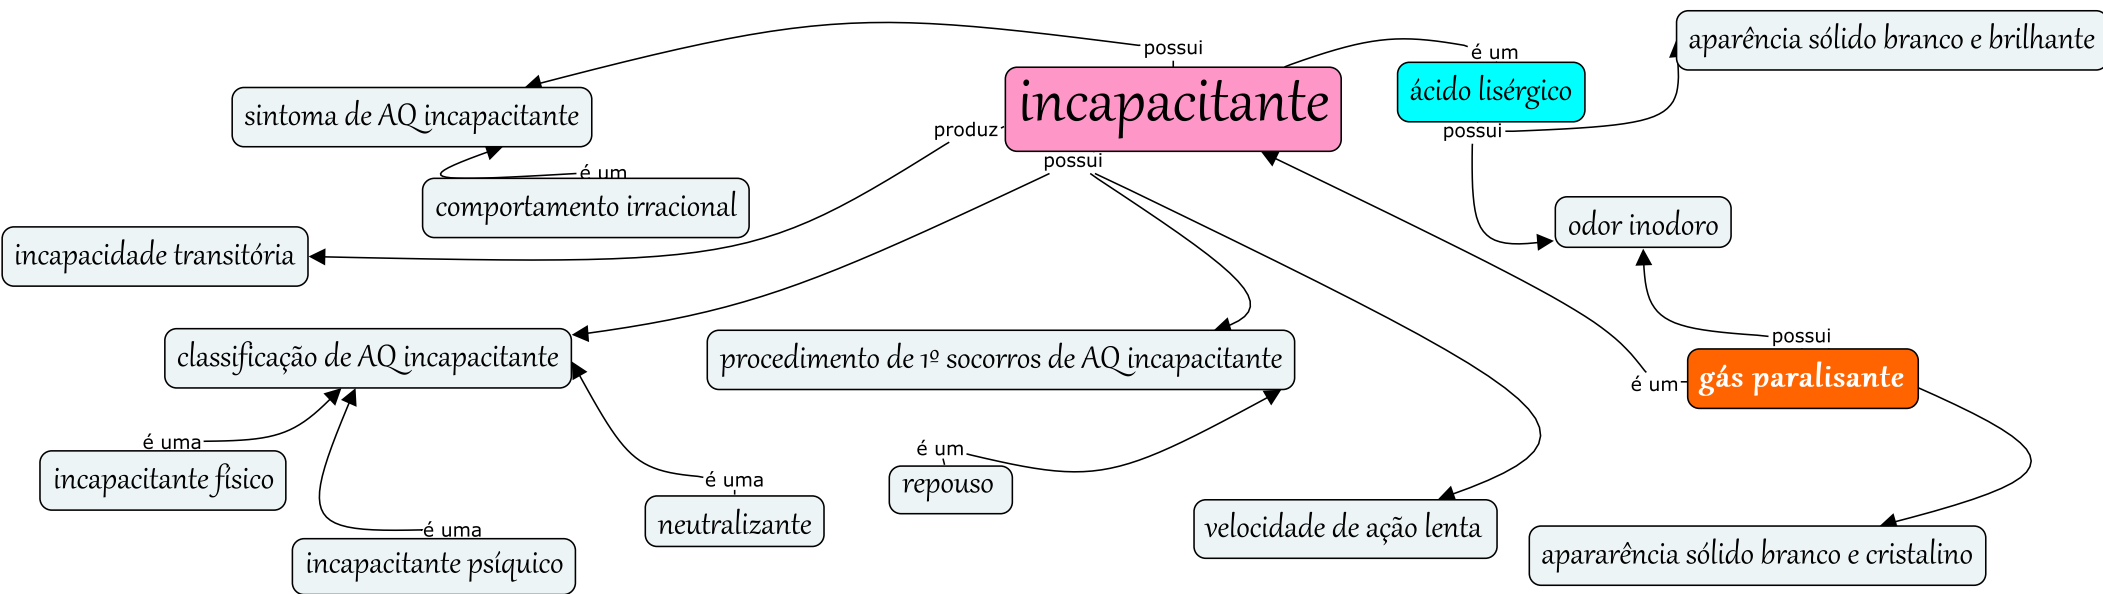 possui
é um
aparência sólido branco e brilhante
sintoma de AQ incapacitante
incapacitante
ácido lisérgico
produz
possui
possui
é um
comportamento irracional
odor inodoro
incapacidade transitória
possui
classificação de AQ incapacitante
procedimento de 1º socorros de AQ incapacitante
é um
gás paralisante
é uma
incapacitante físico
é uma
neutralizante
é um
repouso
velocidade de ação lenta
é uma
incapacitante psíquico
apararência sólido branco e cristalino